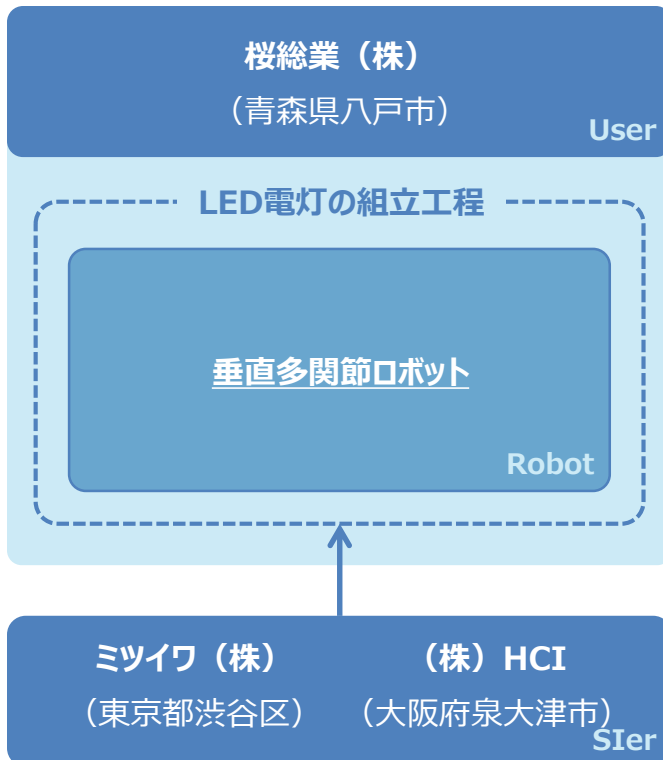 桜総業（株）
（青森県八戸市）
User
LED電灯の組立工程
垂直多関節ロボット
Robot
ミツイワ（株）
（東京都渋谷区）
（株）HCI
（大阪府泉大津市）
SIer